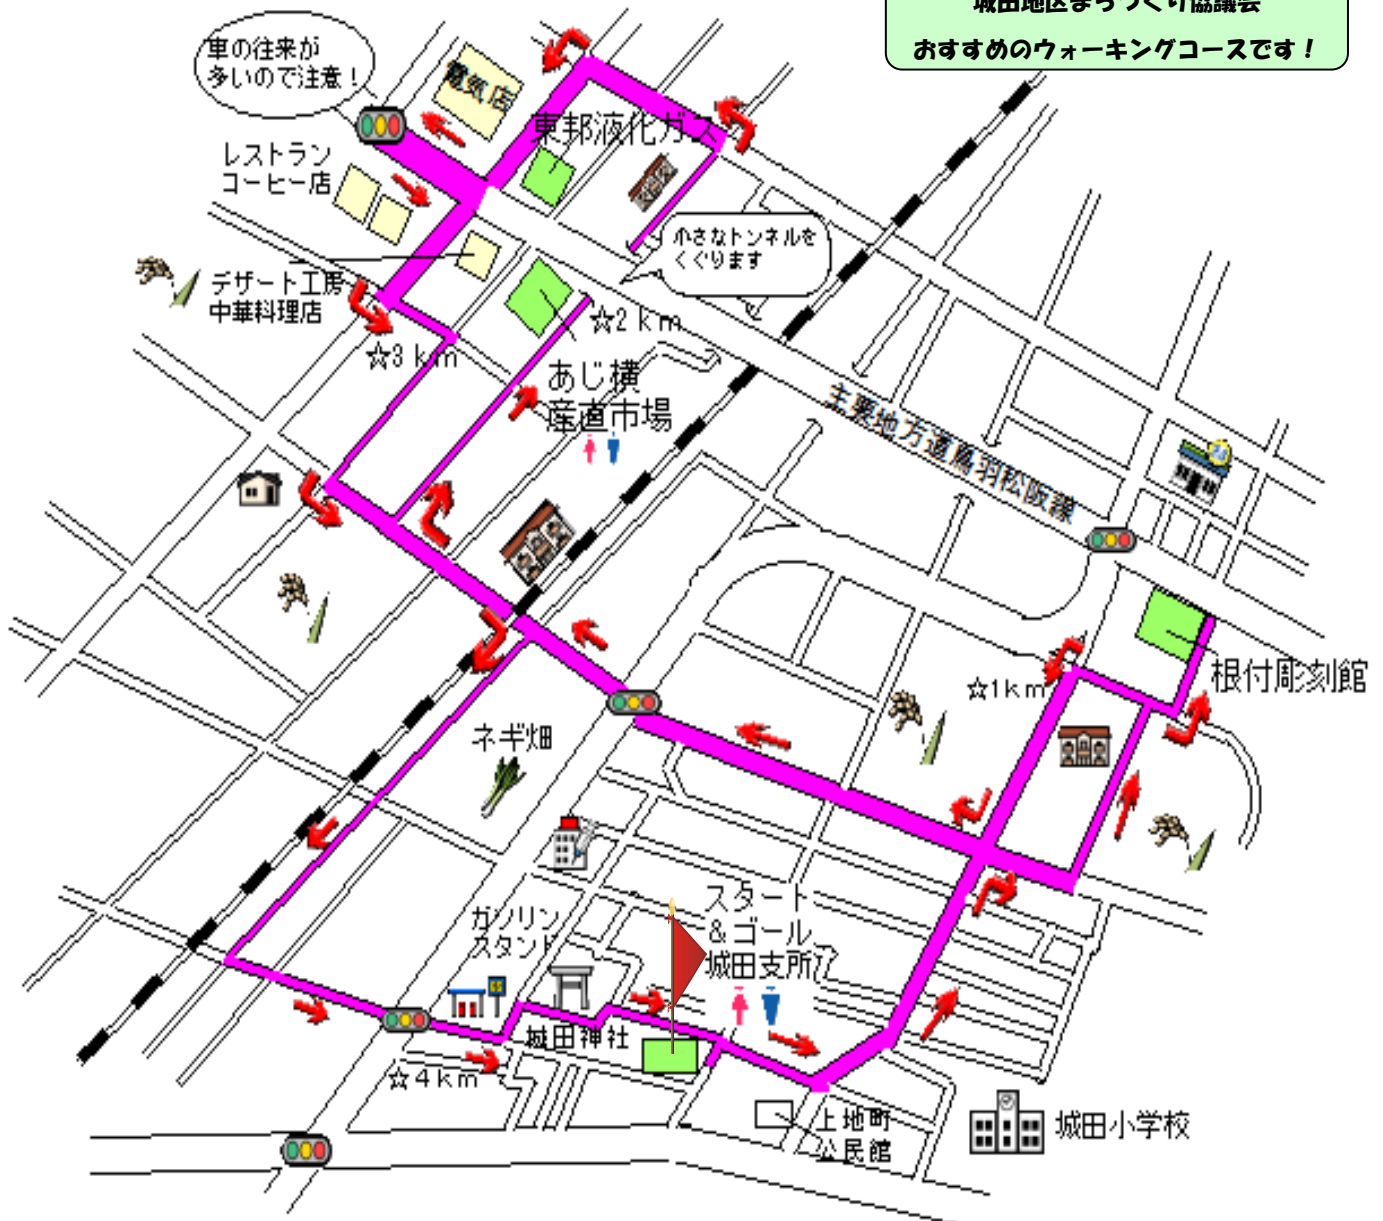 城田地区まちづくり協議会
おすすめのウォーキングコースです！
車の往来が
多いので注意！
電気店
東邦液化ガス
レストラン
コーヒー店
小さなトンネルを
くぐります
デザート工房
中華料理店
☆2ｋｍ
☆3ｋｍ
あじ横
産直市場
主要地方道鳥羽松阪線
根付彫刻館
☆1ｋｍ
ネギ畑
スタート
＆ゴール
城田支所
ガソリン
スタンド
城田神社
☆４ｋｍ
上地町
公民館
城田小学校